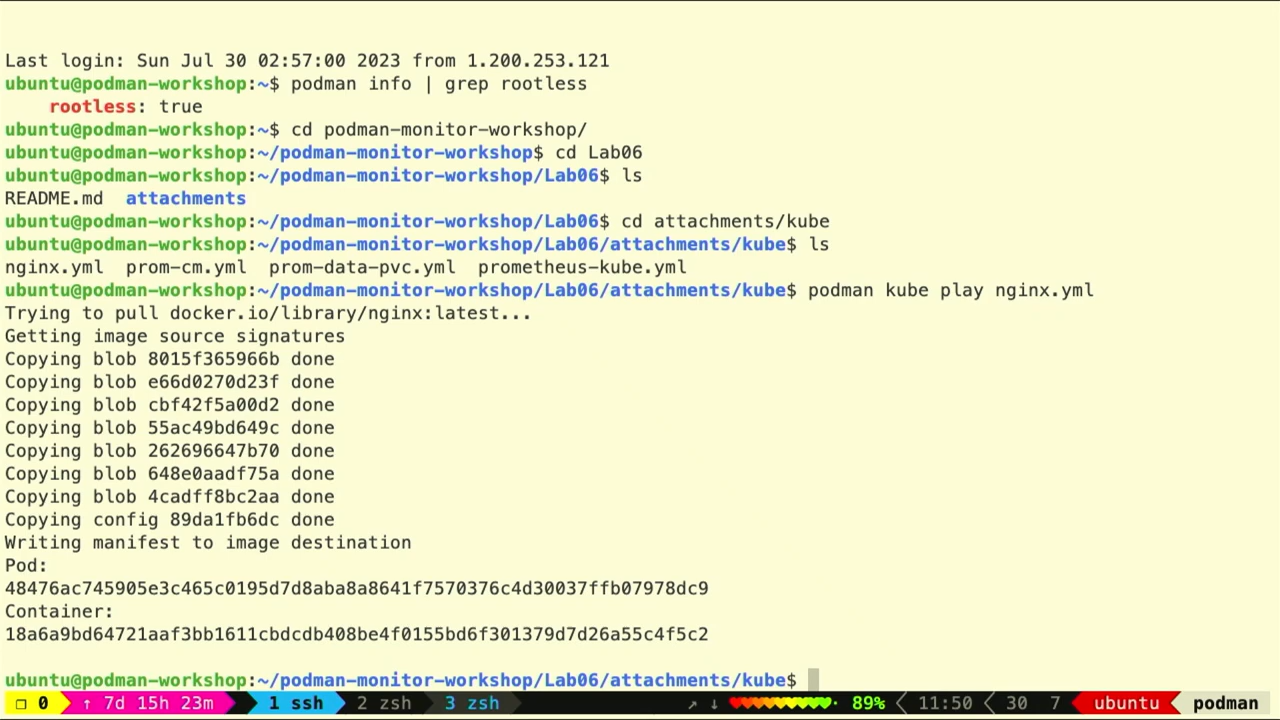 Last login: Sun Jul 30 02:57:00 2023 from 1.200.253.121
ubuntu@podman-workshop:~$ podman info | grep rootless
    rootless: true
ubuntu@podman-workshop:~$ cd podman-monitor-workshop/
ubuntu@podman-workshop:~/podman-monitor-workshop$ cd Lab06
ubuntu@podman-workshop:~/podman-monitor-workshop/Lab06$ ls
README.md  attachments
ubuntu@podman-workshop:~/podman-monitor-workshop/Lab06$ cd attachments/kube
ubuntu@podman-workshop:~/podman-monitor-workshop/Lab06/attachments/kube$ ls
nginx.yml  prom-cm.yml  prom-data-pvc.yml  prometheus-kube.yml
ubuntu@podman-workshop:~/podman-monitor-workshop/Lab06/attachments/kube$ podman kube play nginx.yml
Trying to pull docker.io/library/nginx:latest...
Getting image source signatures
Copying blob 8015f365966b done
Copying blob e66d0270d23f done
Copying blob cbf42f5a00d2 done
Copying blob 55ac49bd649c done
Copying blob 262696647b70 done
Copying blob 648e0aadf75a done
Copying blob 4cadff8bc2aa done
Copying config 89da1fb6dc done
Writing manifest to image destination
Pod:
48476ac745905e3c465c0195d7d8aba8a8641f7570376c4d30037ffb07978dc9
Container:
18a6a9bd64721aaf3bb1611cbdcdb408be4f0155bd6f301379d7d26a55c4f5c2
ubuntu@podman-workshop:~/podman-monitor-workshop/Lab06/attachments/kube$
❐ 0 ↑ 7d 15h 23m 1 ssh 2 zsh 3 zsh ↗ ↓ ♥♥♥♥♥♥♥♥♥· 89% 11:50 30 7 ubuntu podman